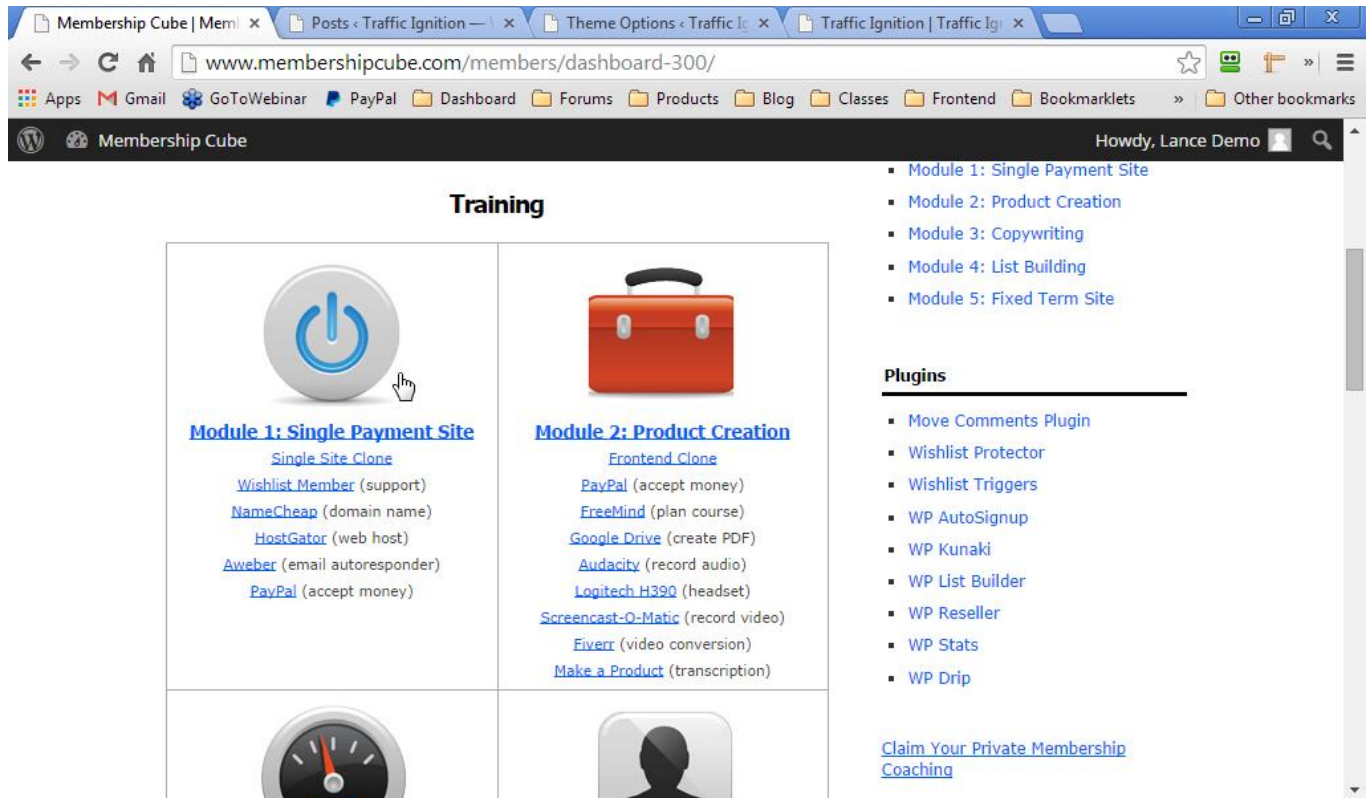 Membership Cube | Mem
Posts ‹ Traffic Ignition —
Theme Options ‹ Traffic Ig
Traffic Ignition | Traffic Ig
www.membershipcube.com/members/dashboard-300/
Apps Gmail GoToWebinar PayPal Dashboard Forums Products Blog Classes Frontend Bookmarklets » Other bookmarks
Membership Cube
Howdy, Lance Demo
Training
Module 1: Single Payment Site
Single Site Clone
Wishlist Member (support)
NameCheap (domain name)
HostGator (web host)
Aweber (email autoresponder)
PayPal (accept money)
Module 2: Product Creation
Frontend Clone
PayPal (accept money)
FreeMind (plan course)
Google Drive (create PDF)
Audacity (record audio)
Logitech H390 (headset)
Screencast-O-Matic (record video)
Fiverr (video conversion)
Make a Product (transcription)
Module 1: Single Payment Site
Module 2: Product Creation
Module 3: Copywriting
Module 4: List Building
Module 5: Fixed Term Site
Plugins
Move Comments Plugin
Wishlist Protector
Wishlist Triggers
WP AutoSignup
WP Kunaki
WP List Builder
WP Reseller
WP Stats
WP Drip
Claim Your Private Membership
Coaching